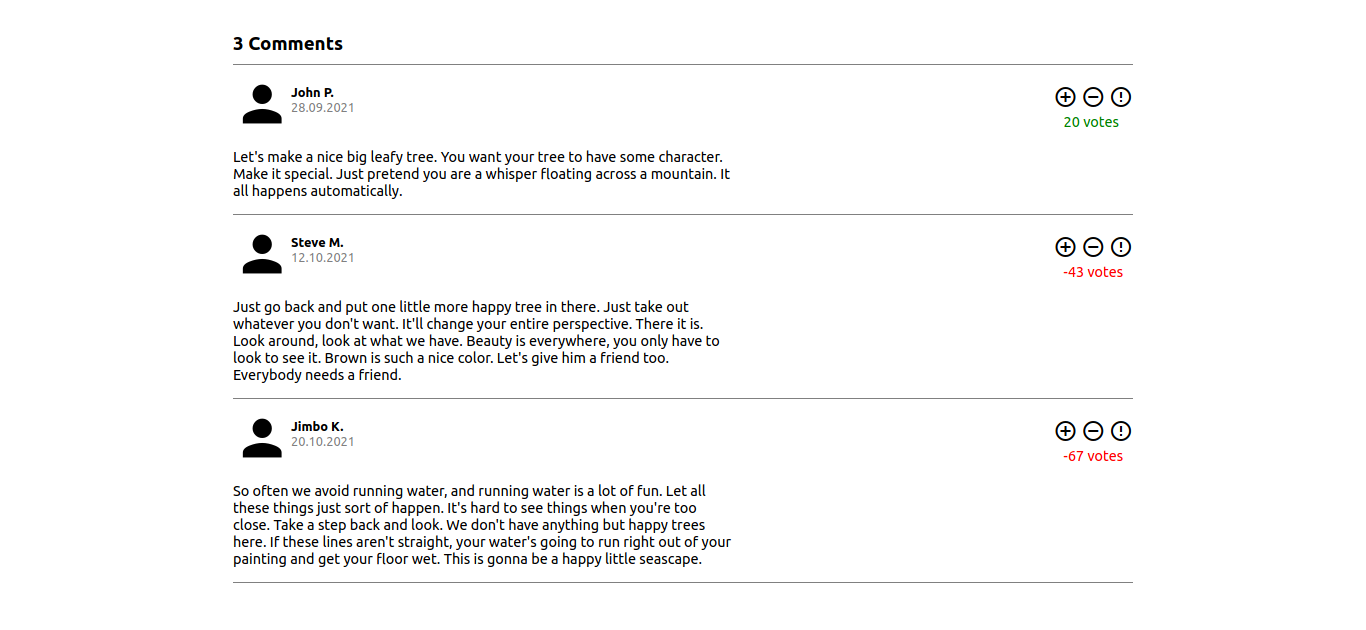 3 Comments
John P.
28.09.2021
20 votes
Let's make a nice big leafy tree. You want your tree to have some character.
Make it special. Just pretend you are a whisper floating across a mountain. It
all happens automatically.
Steve M.
12.10.2021
-43 votes
Just go back and put one little more happy tree in there. Just take out
whatever you don't want. It'll change your entire perspective. There it is.
Look around, look at what we have. Beauty is everywhere, you only have to
look to see it. Brown is such a nice color. Let's give him a friend too.
Everybody needs a friend.
Jimbo K.
20.10.2021
-67 votes
So often we avoid running water, and running water is a lot of fun. Let all
these things just sort of happen. It's hard to see things when you're too
close. Take a step back and look. We don't have anything but happy trees
here. If these lines aren't straight, your water's going to run right out of your
painting and get your floor wet. This is gonna be a happy little seascape.